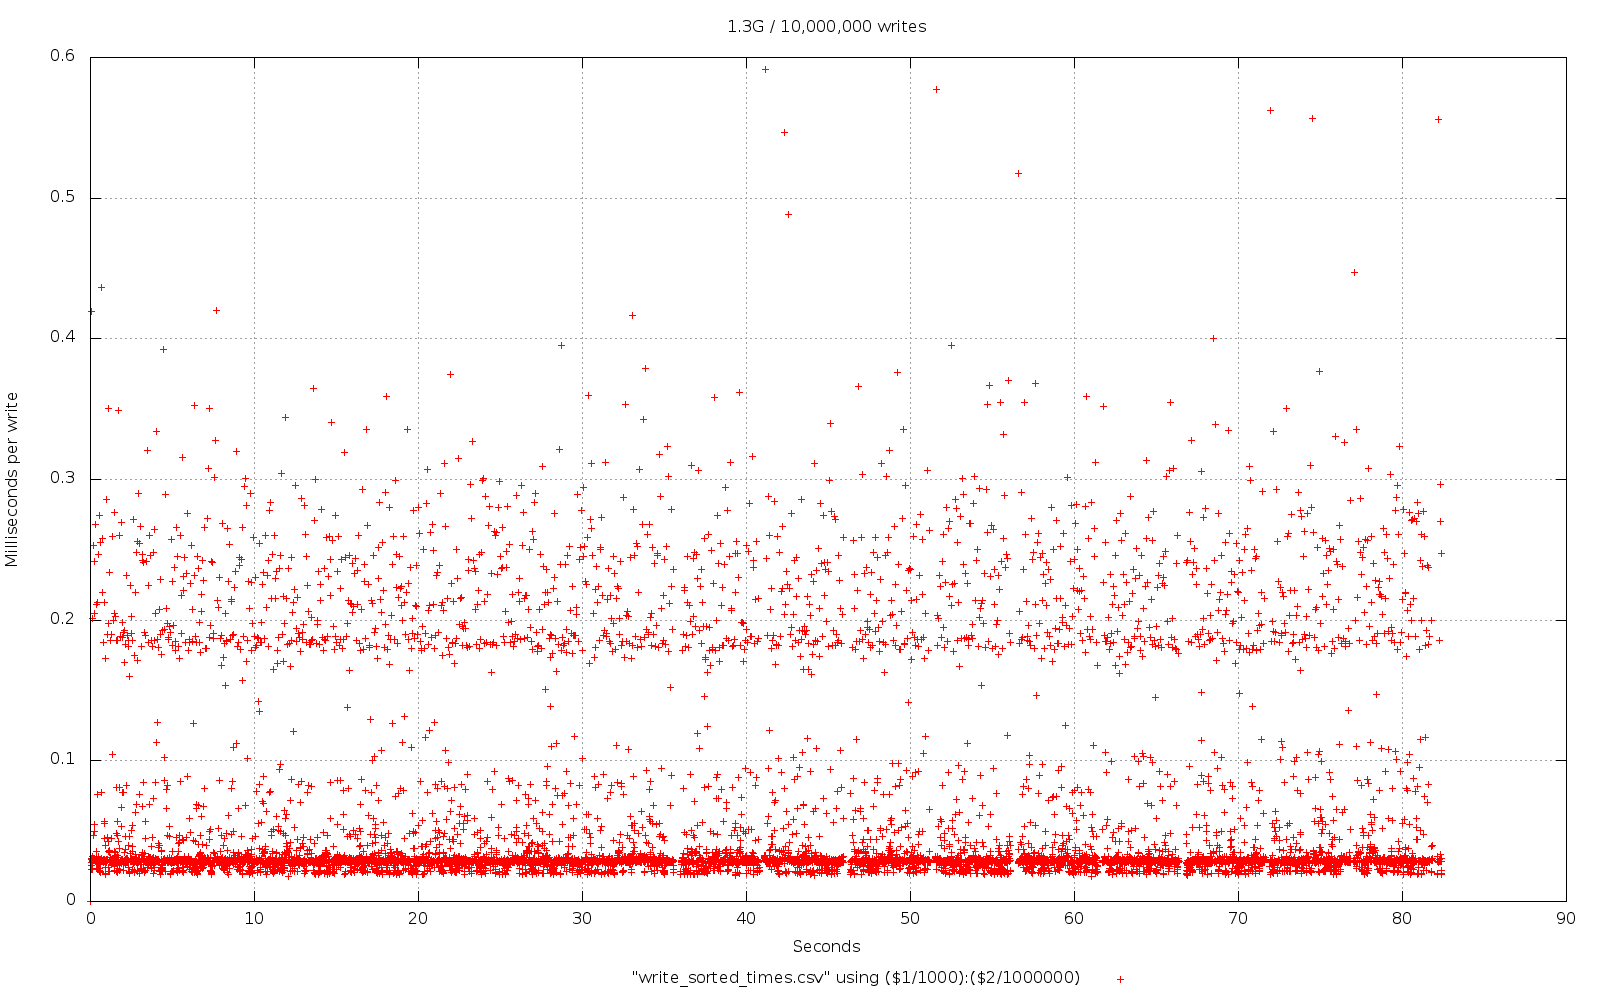 1.3G / 10,000,000 writes
0.6
0.5
0.4
0.3
0.2
0.1
0
Milliseconds per write
0 10 20 30 40 50 60 70 80 90
Seconds
"write_sorted_times.csv" using ($1/1000):($2/1000000)